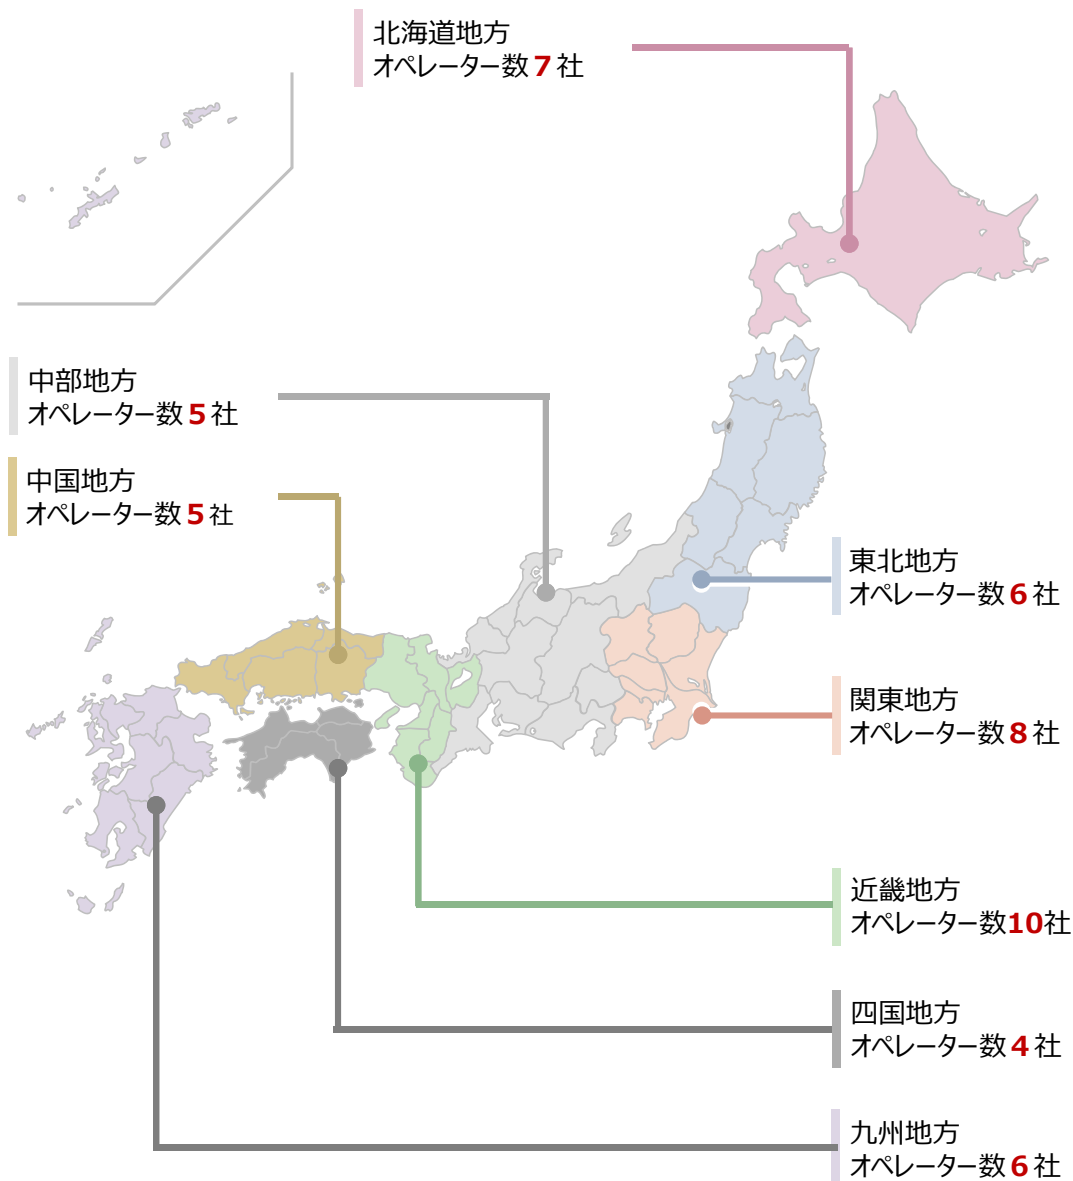 北海道地方
オペレーター数7社
中部地方
オペレーター数5社
中国地方
オペレーター数5社
東北地方
オペレーター数6社
関東地方
オペレーター数8社
近畿地方
オペレーター数10社
四国地方
オペレーター数4社
九州地方
オペレーター数6社